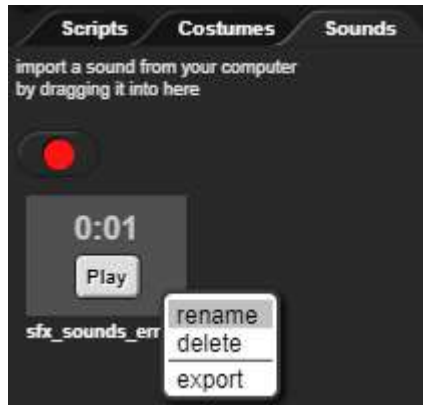 Scripts Costumes Sounds
import a sound from your computer
by dragging it into here
0:01
Play
sfx_sounds_err
rename
delete
export